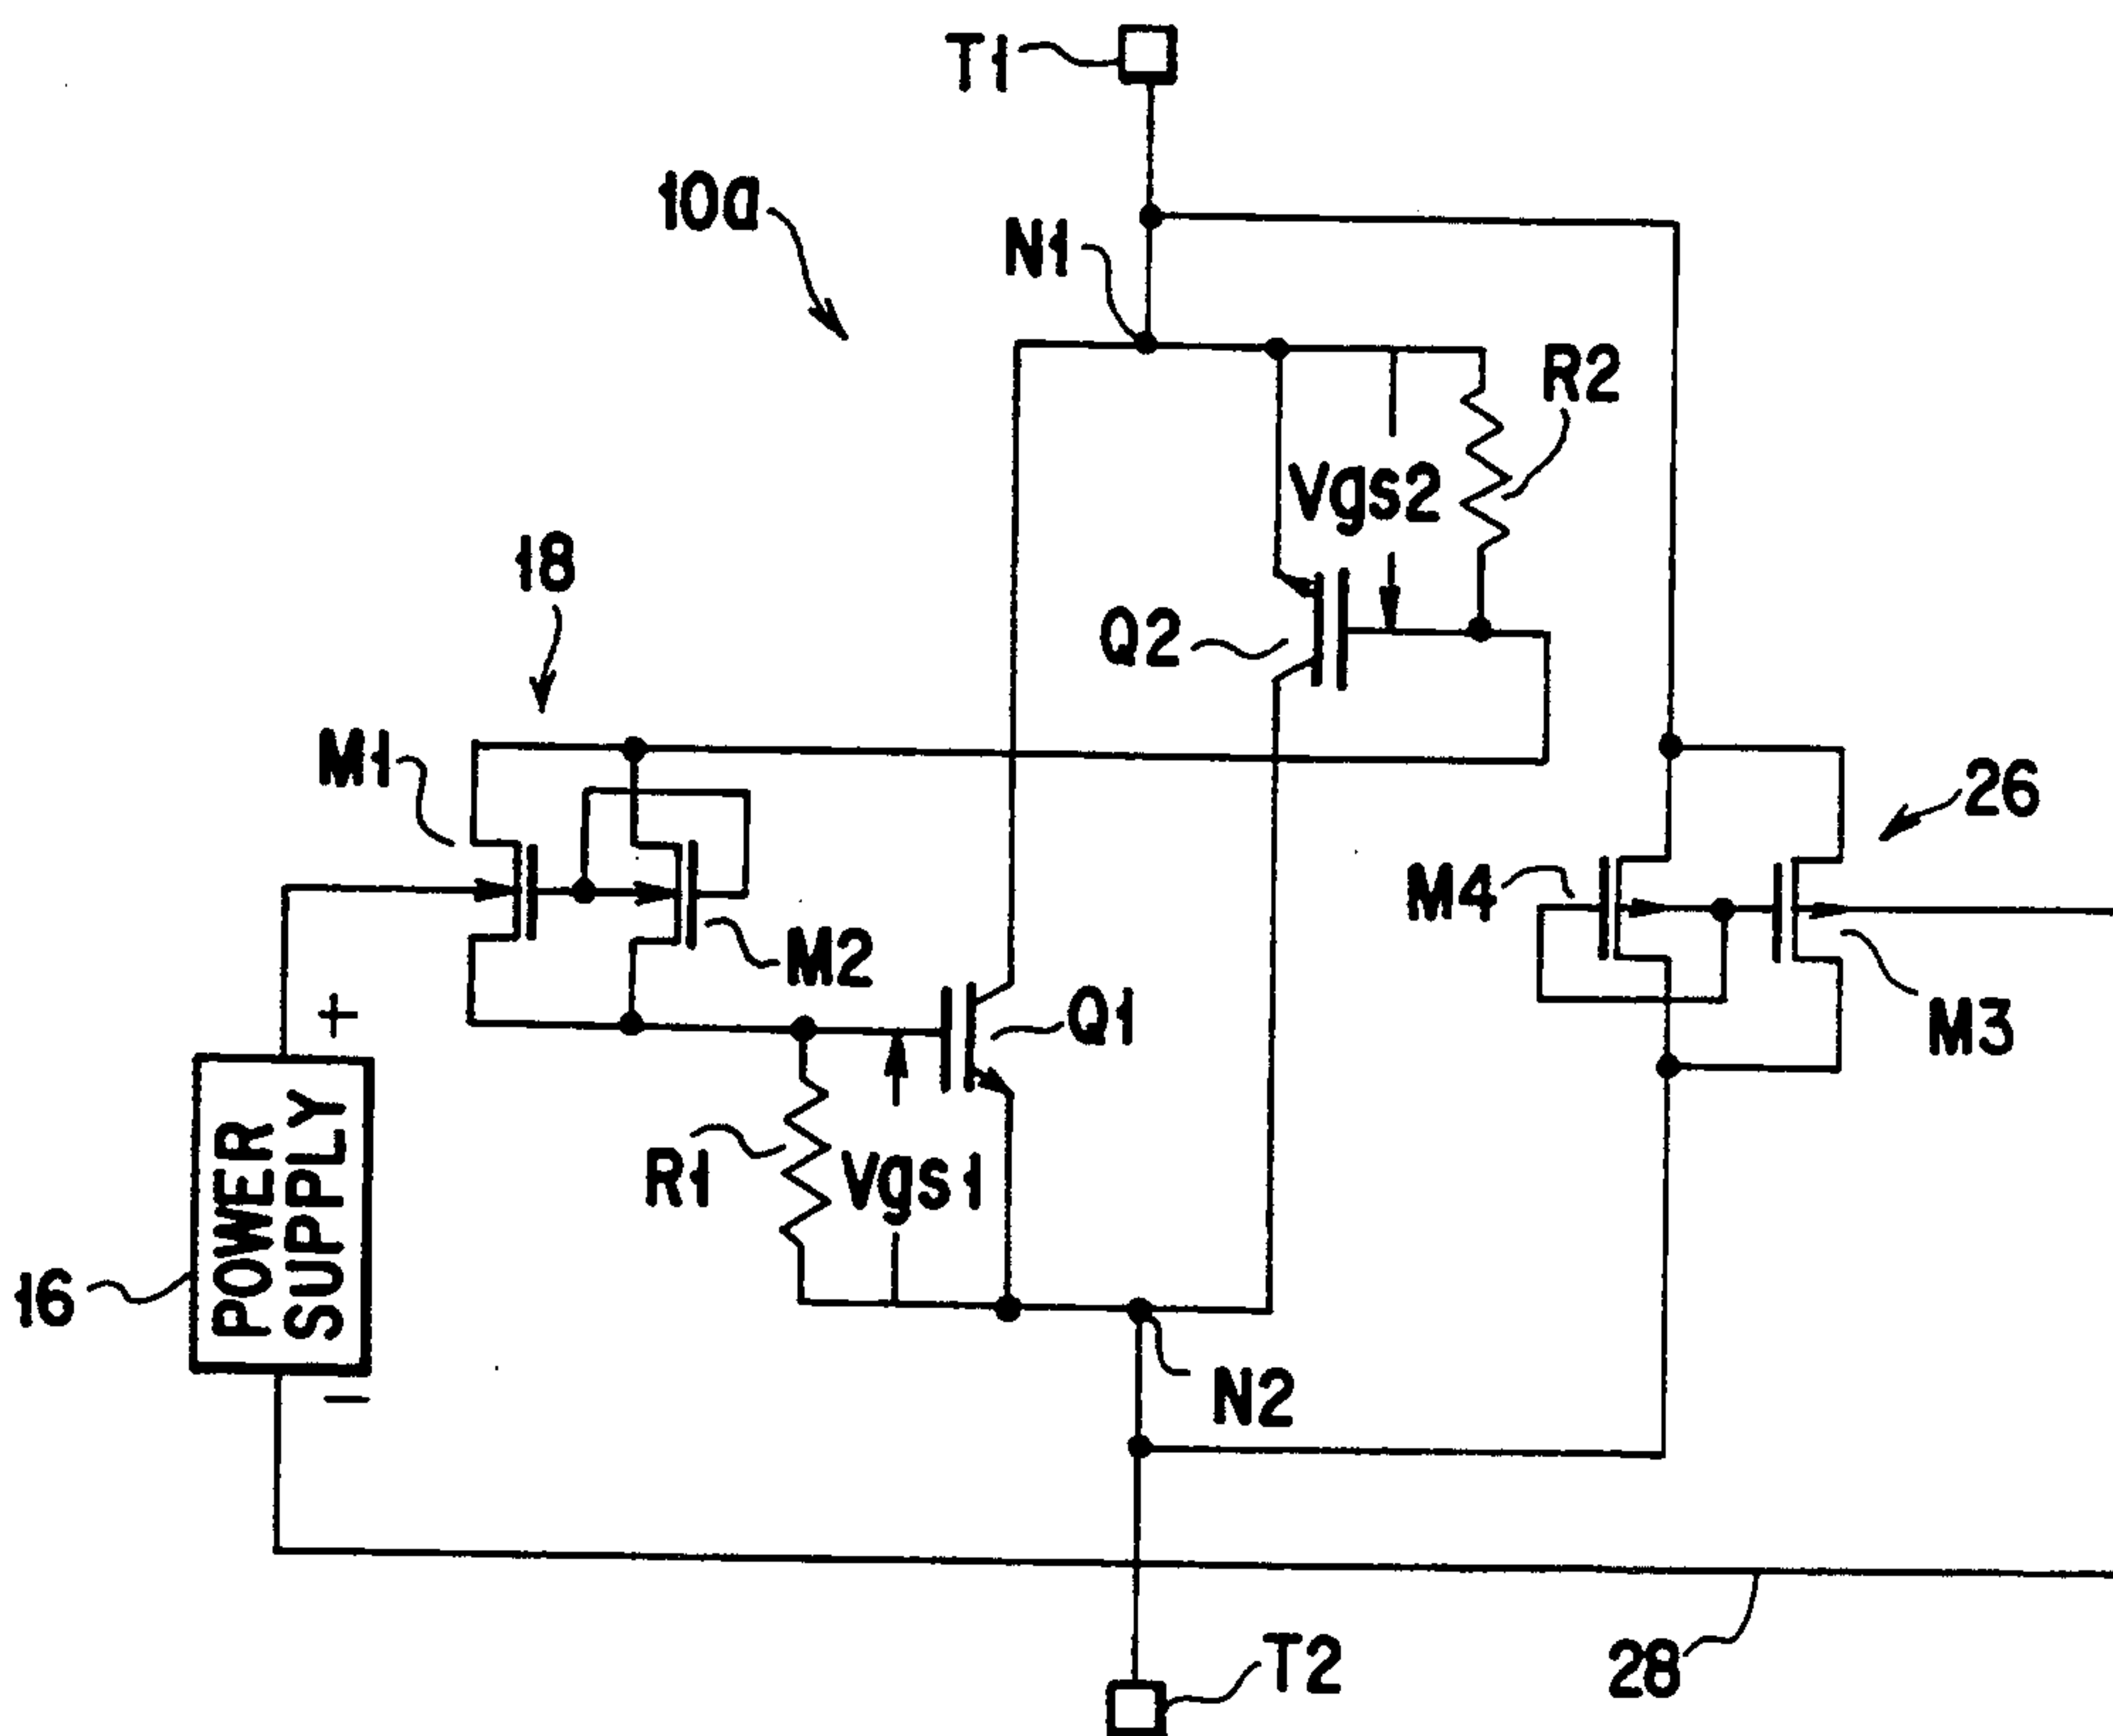 T1
10a
N1
R2
Vgs2
18
Q2
M1
26
M4
M2
Q1
M3
+
POWER
SUPPLY
R1
Vgs1
16
−
N2
28
T2